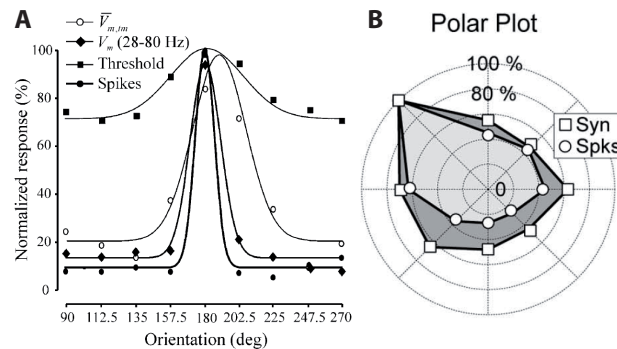 A
V̅m,tm
Vm (28-80 Hz)
Threshold
Spikes
Normalized response (%)
100
80
60
40
20
0
90 112.5 135 157.5 180 202.5 225 247.5 270
Orientation (deg)
B
Polar Plot
100 %
80 %
0
Syn
Spks